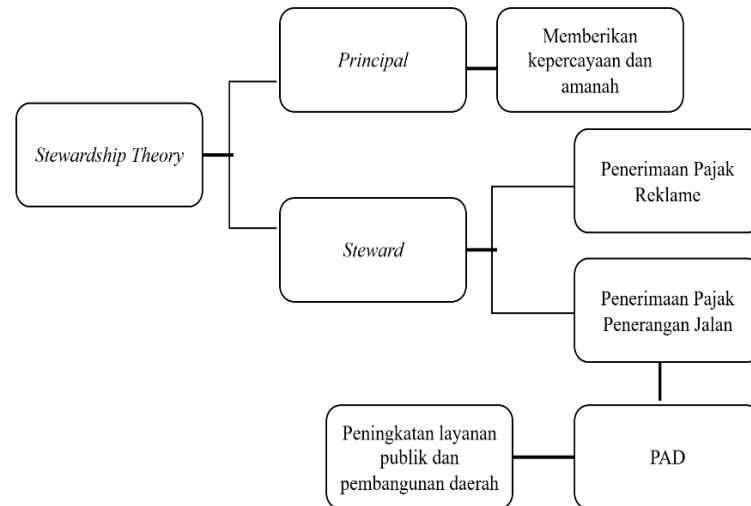 Principal
Memberikan
kepercayaan dan
amanah
Stewardship Theory
Penerimaan Pajak
Reklame
Steward
Penerimaan Pajak
Penerangan Jalan
Peningkatan layanan
publik dan
pembangunan daerah
PAD